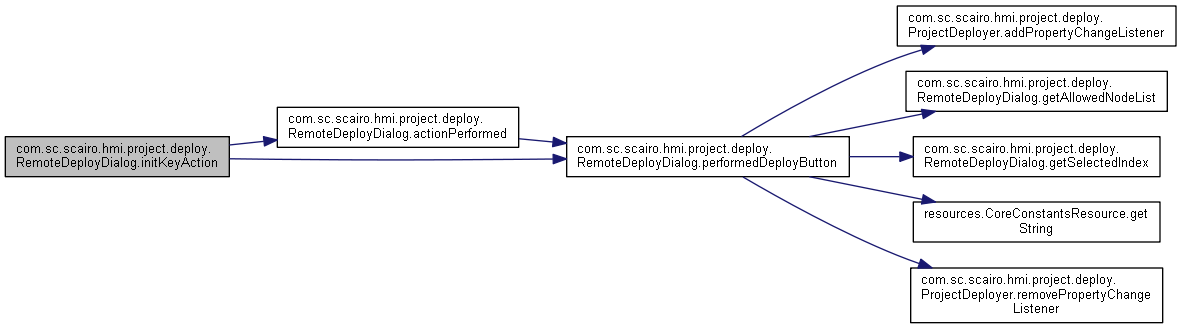 com.sc.scairo.hmi.project.deploy.
RemoteDeployDialog.initKeyAction
com.sc.scairo.hmi.project.deploy.
RemoteDeployDialog.actionPerformed
com.sc.scairo.hmi.project.deploy.
RemoteDeployDialog.performedDeployButton
com.sc.scairo.hmi.project.deploy.
ProjectDeployer.addPropertyChangeListener
com.sc.scairo.hmi.project.deploy.
RemoteDeployDialog.getAllowedNodeList
com.sc.scairo.hmi.project.deploy.
RemoteDeployDialog.getSelectedIndex
resources.CoreConstantsResource.get
String
com.sc.scairo.hmi.project.deploy.
ProjectDeployer.removePropertyChange
Listener